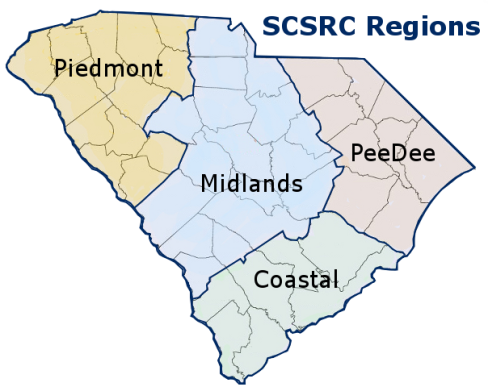 SCSRC Regions
Piedmont
PeeDee
Midlands
Coastal